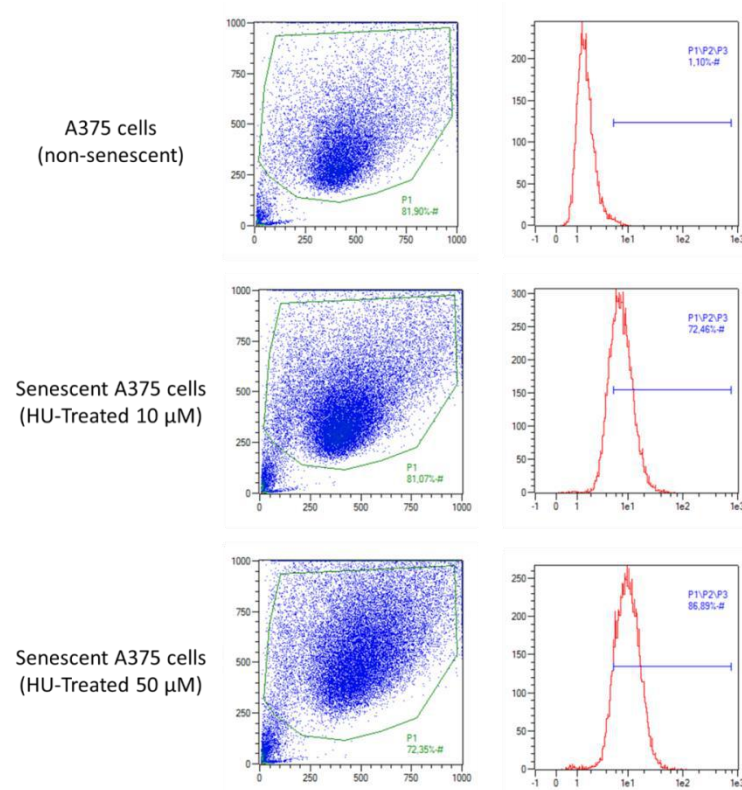 A375 cells
(non-senescent)
1000
750
500
250
0
0 250 500 750 1000
P1
81,90%-#
200
150
100
50
0
-1 0 1 1e1 1e2 1e3
P1\P2\P3
1,10%-#
Senescent A375 cells
(HU-Treated 10 µM)
1000
750
500
250
0
0 250 500 750 1000
P1
81,07%-#
300
250
200
150
100
50
0
-1 0 1 1e1 1e2 1e3
P1\P2\P3
72,46%-#
Senescent A375 cells
(HU-Treated 50 µM)
1000
750
500
250
0
0 250 500 750 1000
P1
72,35%-#
250
200
150
100
50
0
-1 0 1 1e1 1e2 1e3
P1\P2\P3
86,89%-#